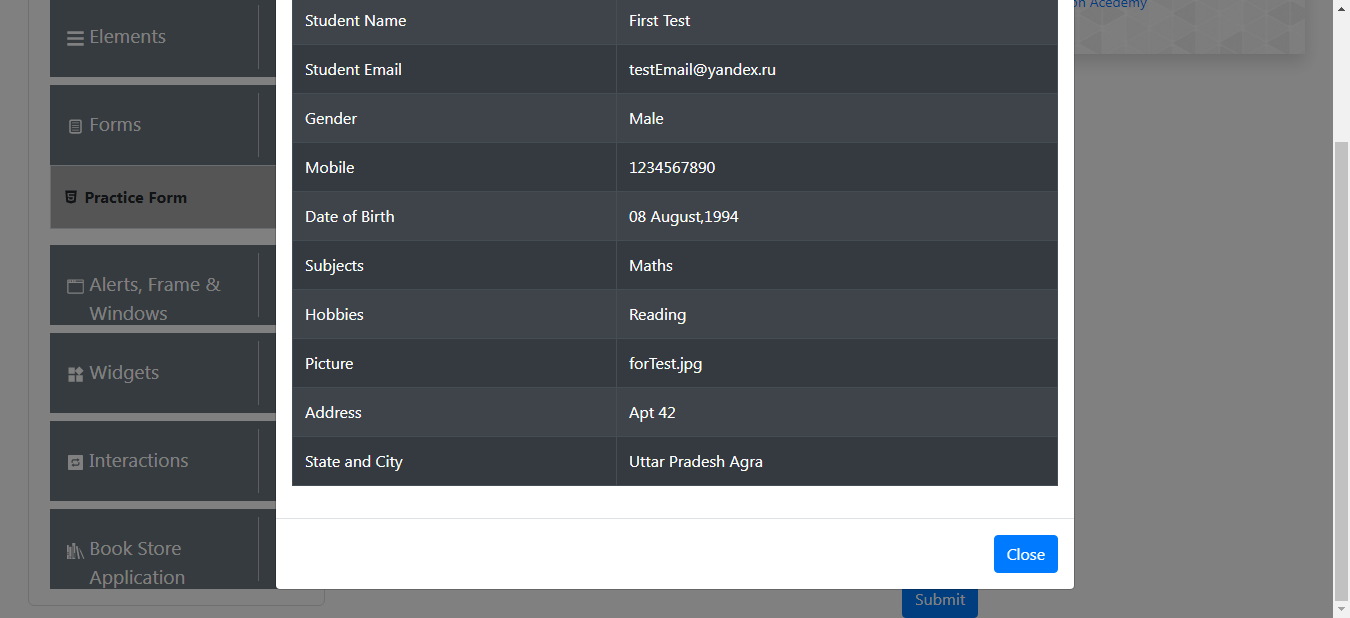 Elements
Forms
Practice Form
Alerts, Frame &
Windows
Widgets
Interactions
Book Store
Application
Student Name First Test
Student Email testEmail@yandex.ru
Gender Male
Mobile 1234567890
Date of Birth 08 August,1994
Subjects Maths
Hobbies Reading
Picture forTest.jpg
Address Apt 42
State and City Uttar Pradesh Agra
Close
Submit
Acedemy